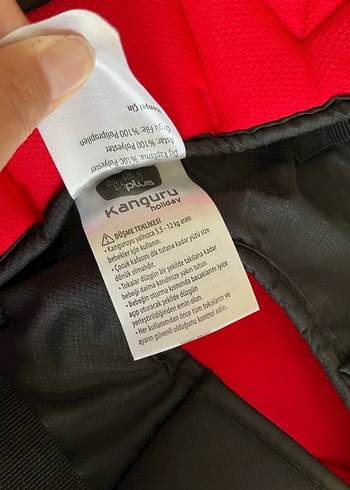 Dış Kaplama: %100 Polyester
Astar: %100 Polyester
Örgü File: %100 Polipropilen
plus
Kanguru
holiday
DÜŞME TEHLİKESİ
• Kanguruyu yalnızca 3,5 - 12 kg arası
bebekler için kullanın.
• Çocuk kafasını dik tutana kadar yüzü size
dönük olmalıdır.
• Tokalar düzgün bir şekilde takılana kadar
bebeği daima kendinize yakın tutun.
• Bebeğin oturma kısmında bacaklarını iyice
açıp oturacak şekilde düzgün
yerleştirildiğinden emin olun.
• Her kullanımdan önce tüm tokaların ve
ayarın güvenli olduğunu kontrol edin.